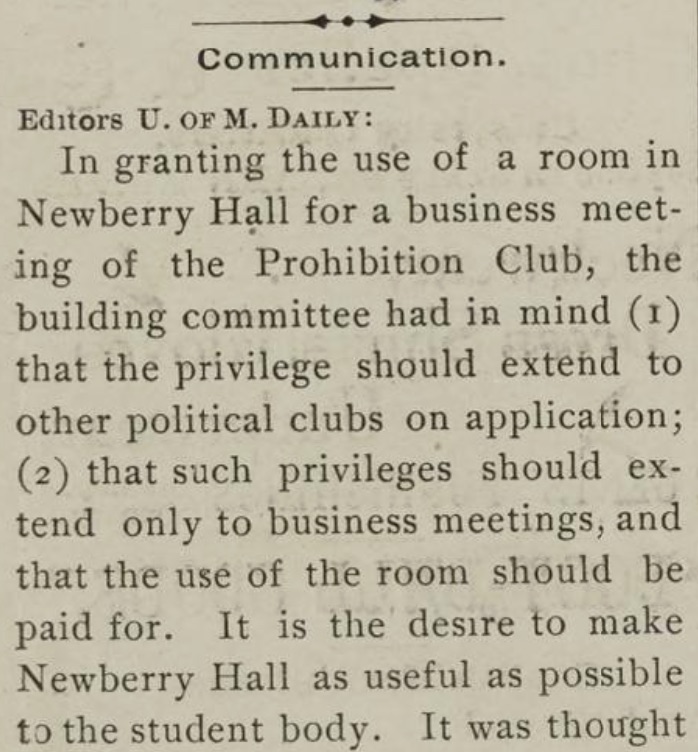 Communication.
Editors U. OF M. DAILY:
In granting the use of a room in
Newberry Hall for a business meet-
ing of the Prohibition Club, the
building committee had in mind (1)
that the privilege should extend to
other political clubs on application;
(2) that such privileges should ex-
tend only to business meetings, and
that the use of the room should be
paid for. It is the desire to make
Newberry Hall as useful as possible
to the student body. It was thought